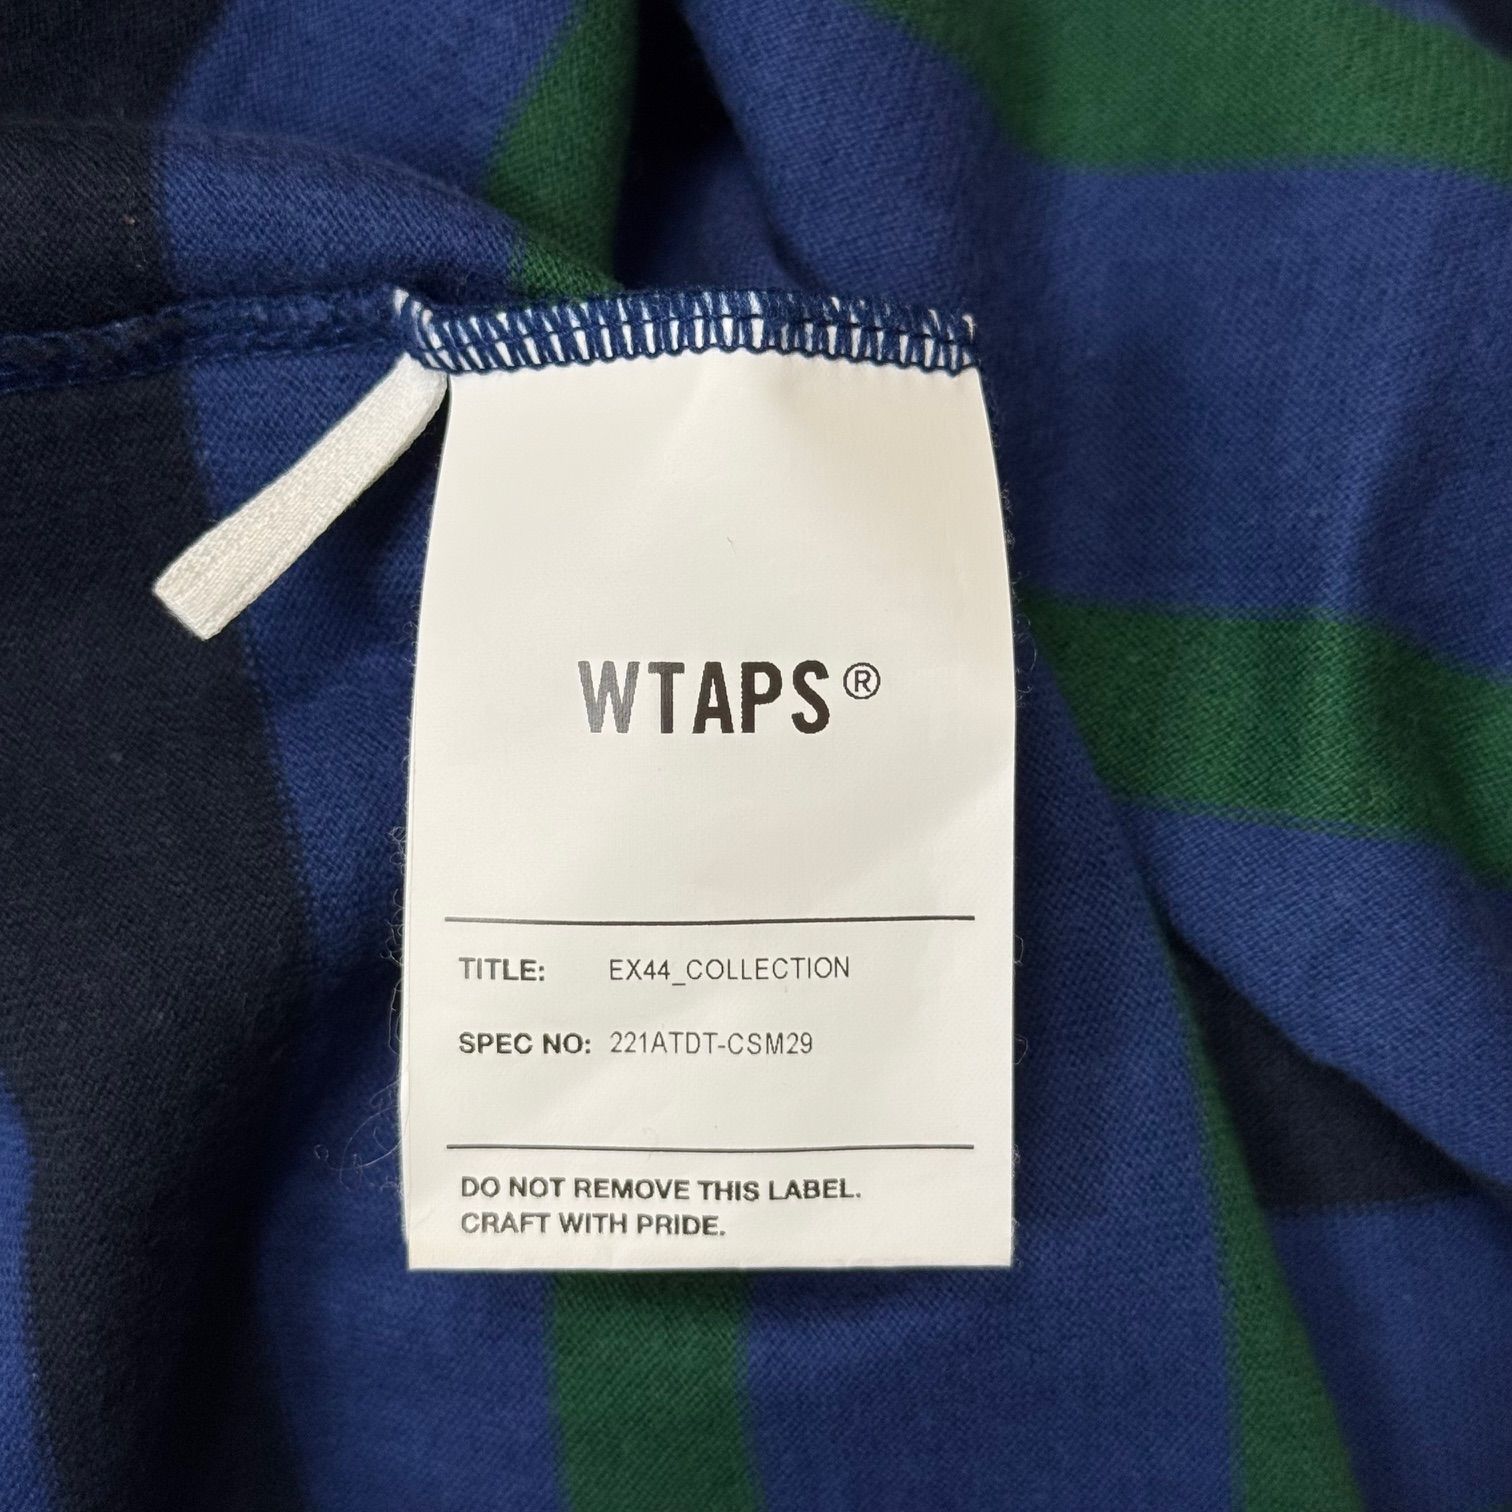 WTAPS®
TITLE: EX44_COLLECTION
SPEC NO: 221ATDT-CSM29
DO NOT REMOVE THIS LABEL.
CRAFT WITH PRIDE.